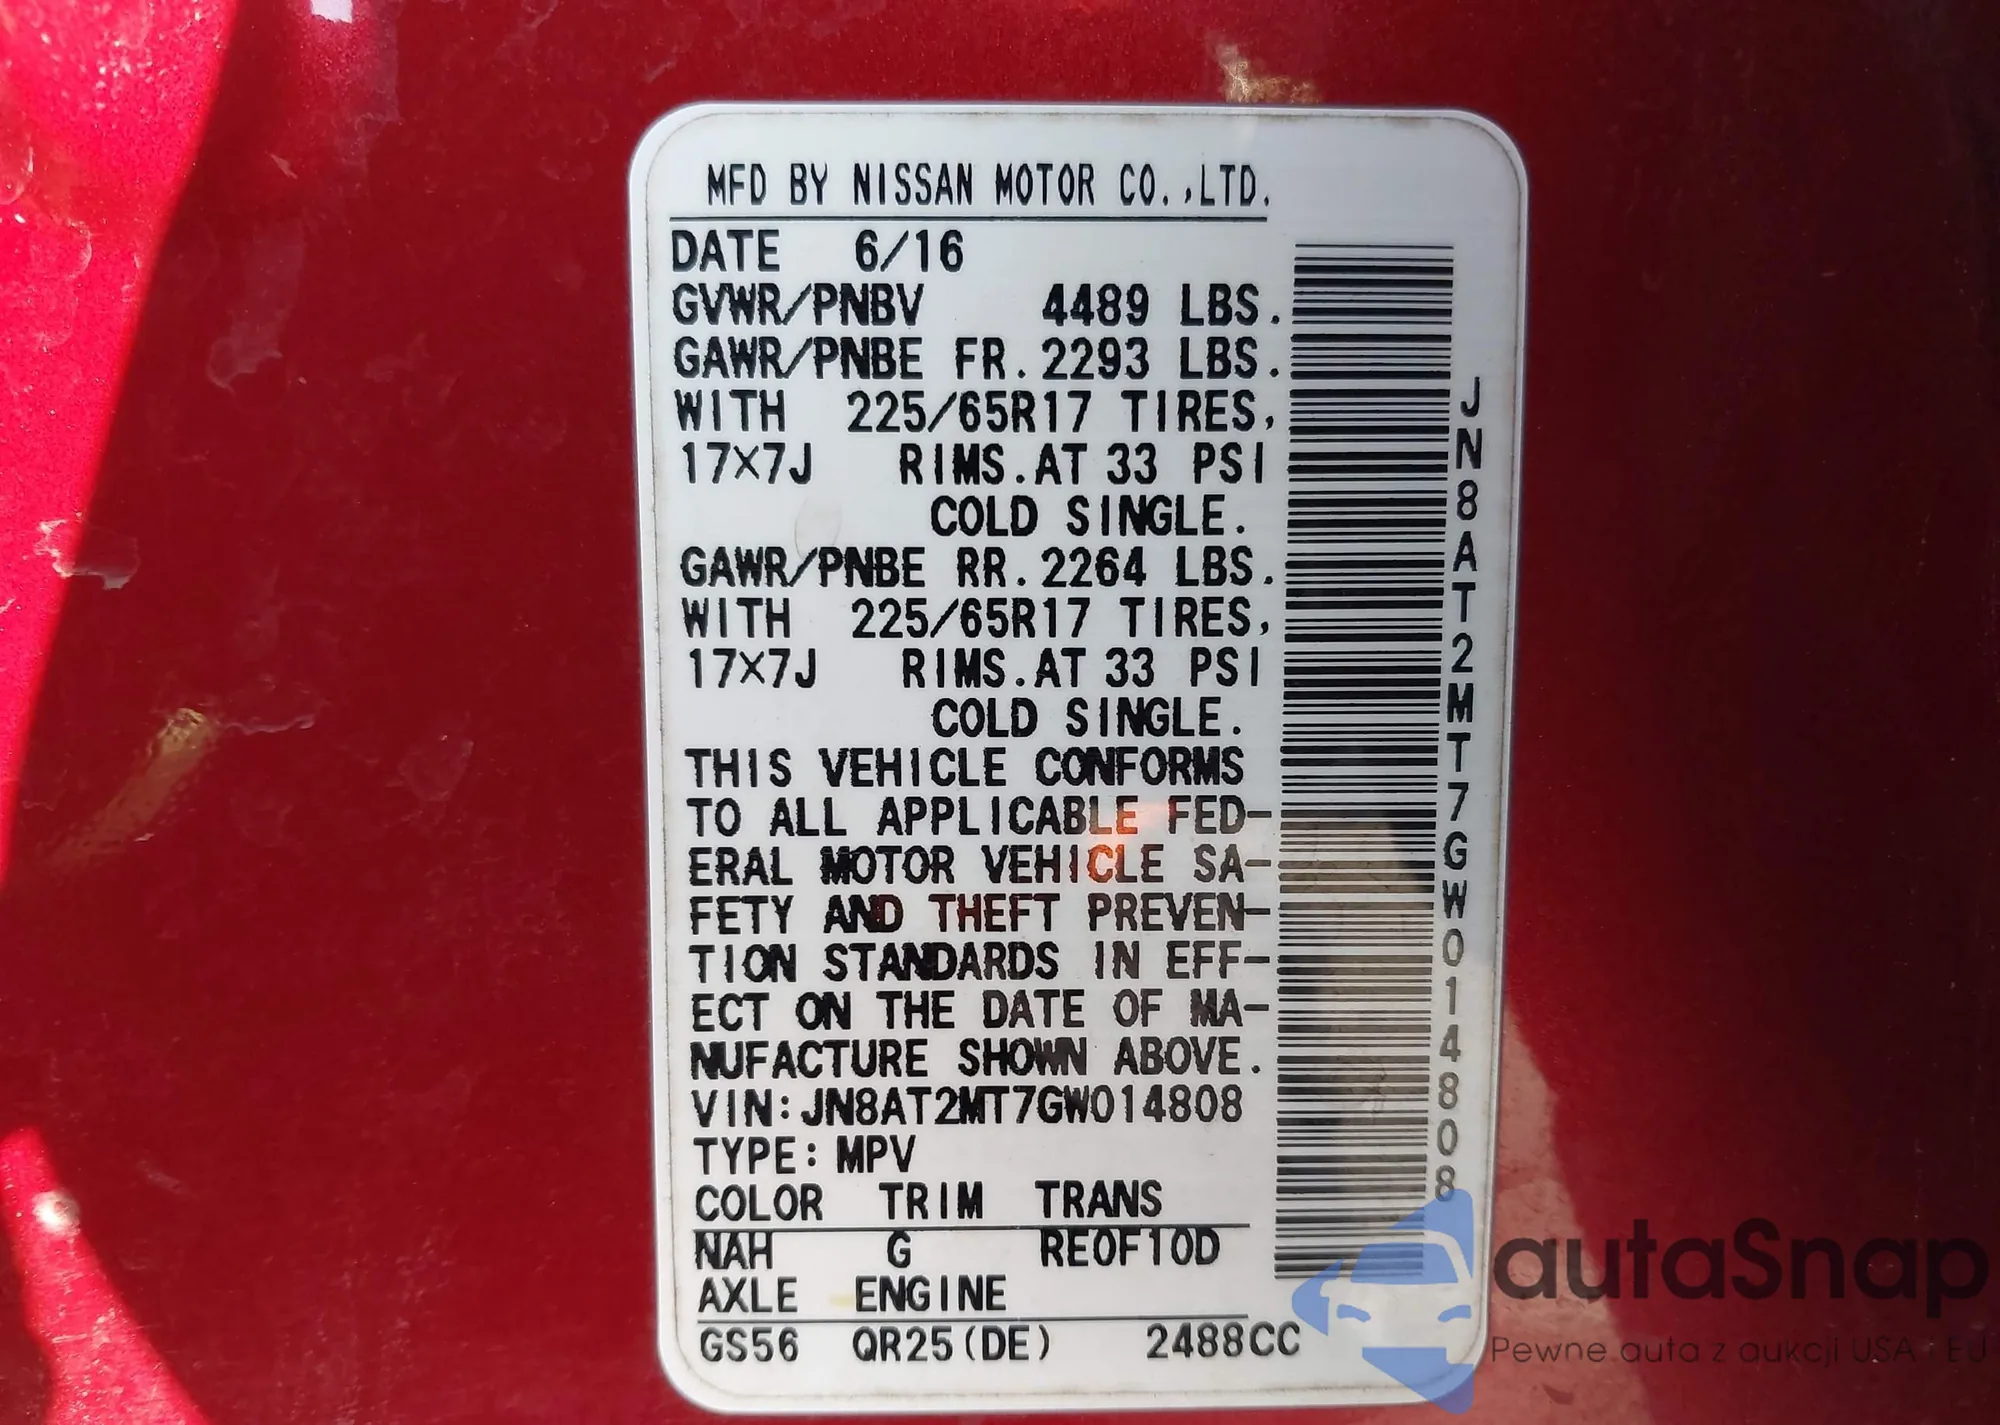 MFD BY NISSAN MOTOR CO.,LTD.
DATE 6/16
GVWR/PNBV 4489 LBS.
GAWR/PNBE FR.2293 LBS.
WITH 225/65R17 TIRES,
17×7J RIMS.AT 33 PSI
COLD SINGLE.
GAWR/PNBE RR.2264 LBS.
WITH 225/65R17 TIRES,
17×7J RIMS.AT 33 PSI
COLD SINGLE.
THIS VEHICLE CONFORMS
TO ALL APPLICABLE FED-
ERAL MOTOR VEHICLE SA-
FETY AND THEFT PREVEN-
TION STANDARDS IN EFF-
ECT ON THE DATE OF MA-
NUFACTURE SHOWN ABOVE.
VIN:JN8AT2MT7GW014808
TYPE:MPV
COLOR TRIM TRANS
NAH G RE0F10D
AXLE ENGINE
GS56 QR25(DE) 2488CC
JN8AT2MT7GW014808
autaSnap
Pewne auta z aukcji USA i EU